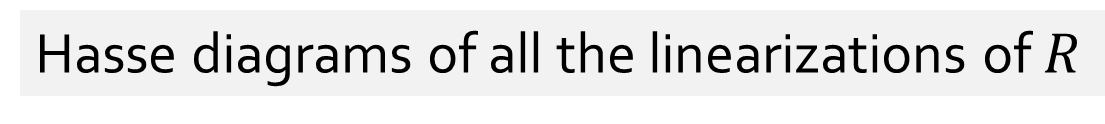 Hasse diagrams of all the linearizations of R